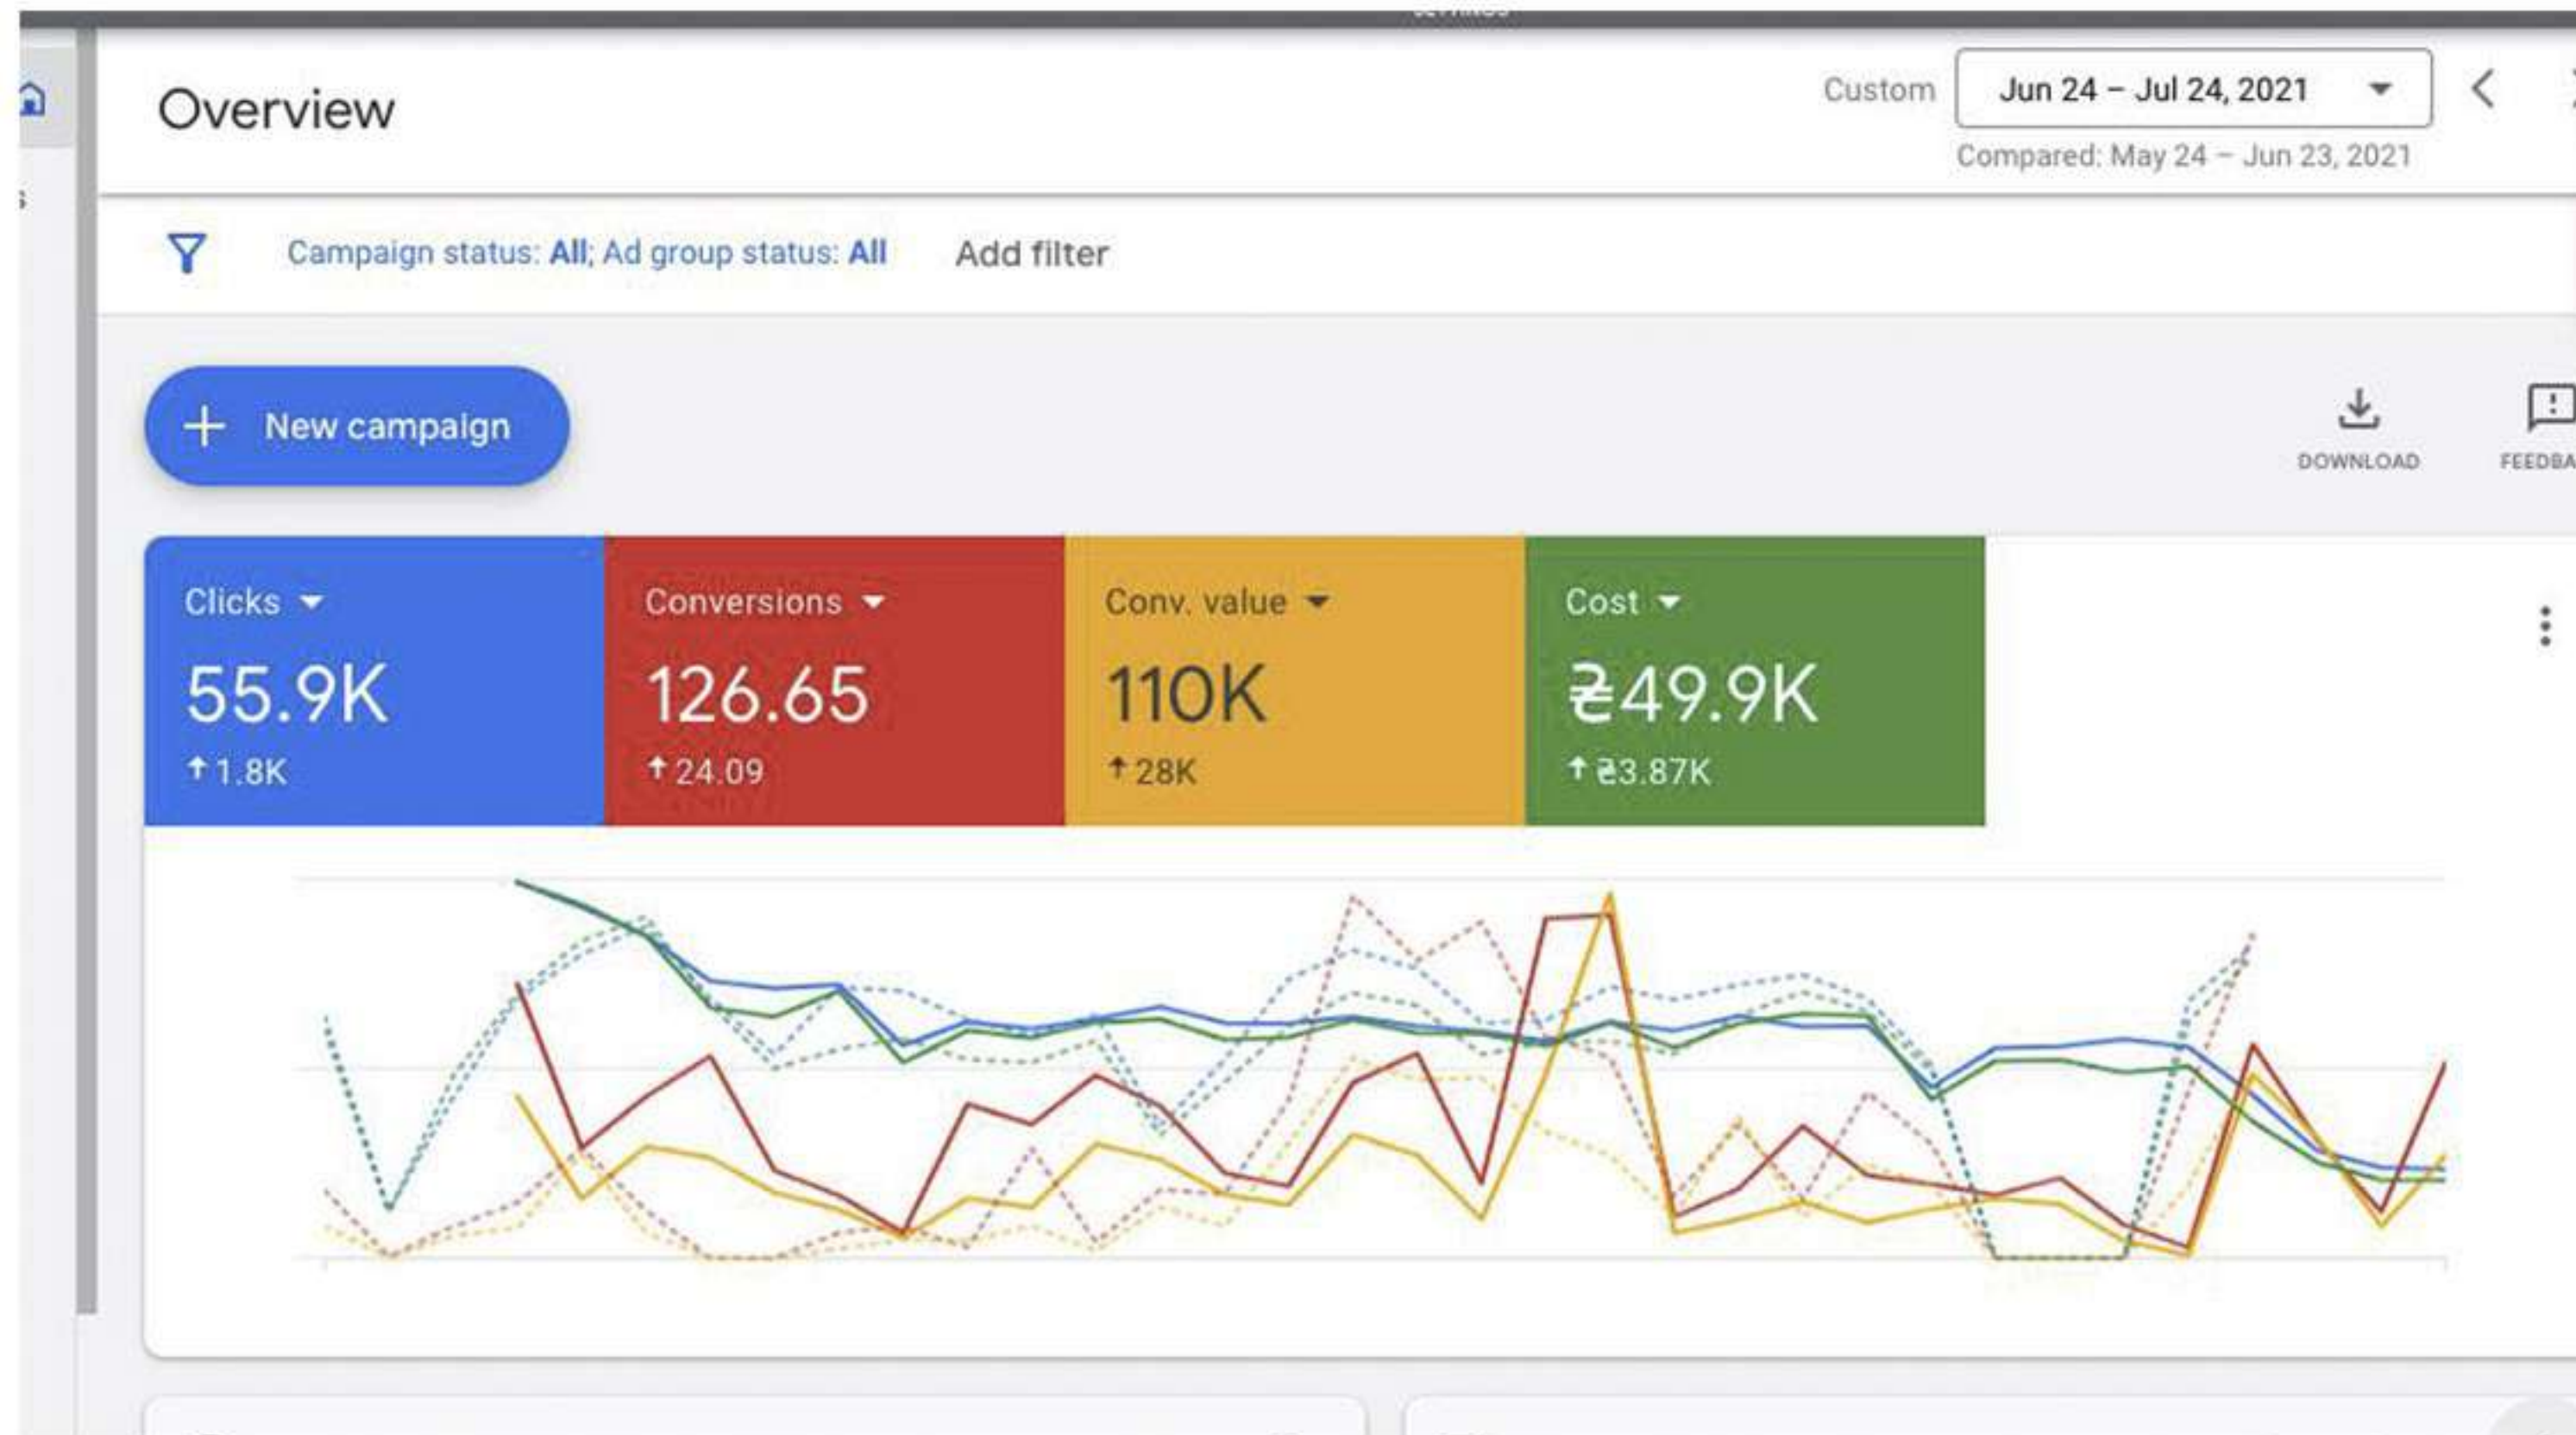 Overview
Custom
Jun 24 – Jul 24, 2021
Compared: May 24 – Jun 23, 2021
Campaign status: All; Ad group status: All
Add filter
New campaign
DOWNLOAD
Clicks
55.9K
↑1.8K
Conversions
126.65
↑24.09
Conv. value
110K
↑28K
Cost
₴49.9K
↑₴3.87K